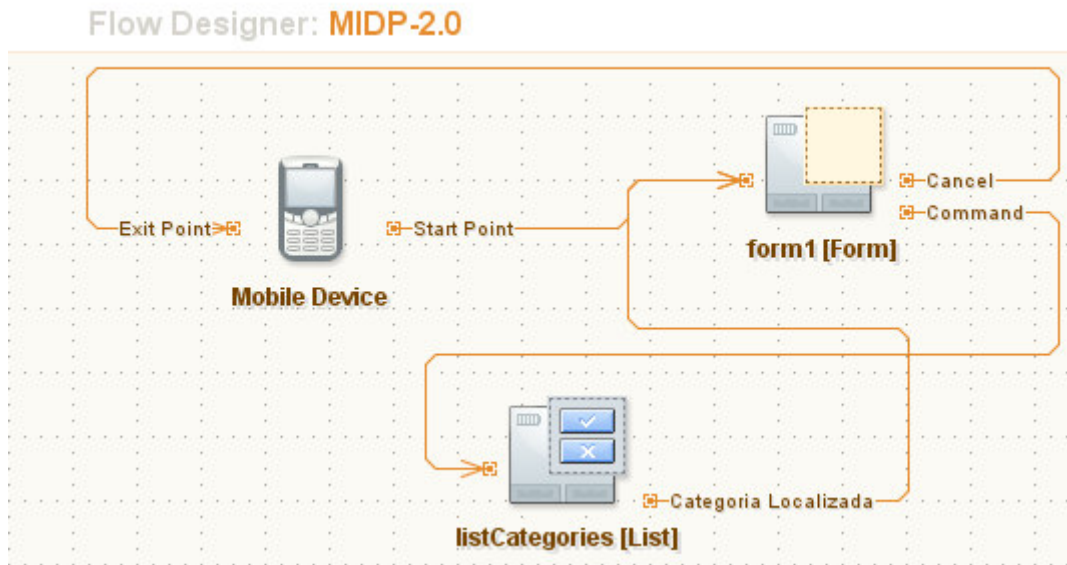 Flow Designer: MIDP-2.0
Cancel
Exit Point
Start Point
Command
form1 [Form]
Mobile Device
Categoria Localizada
listCategories [List]